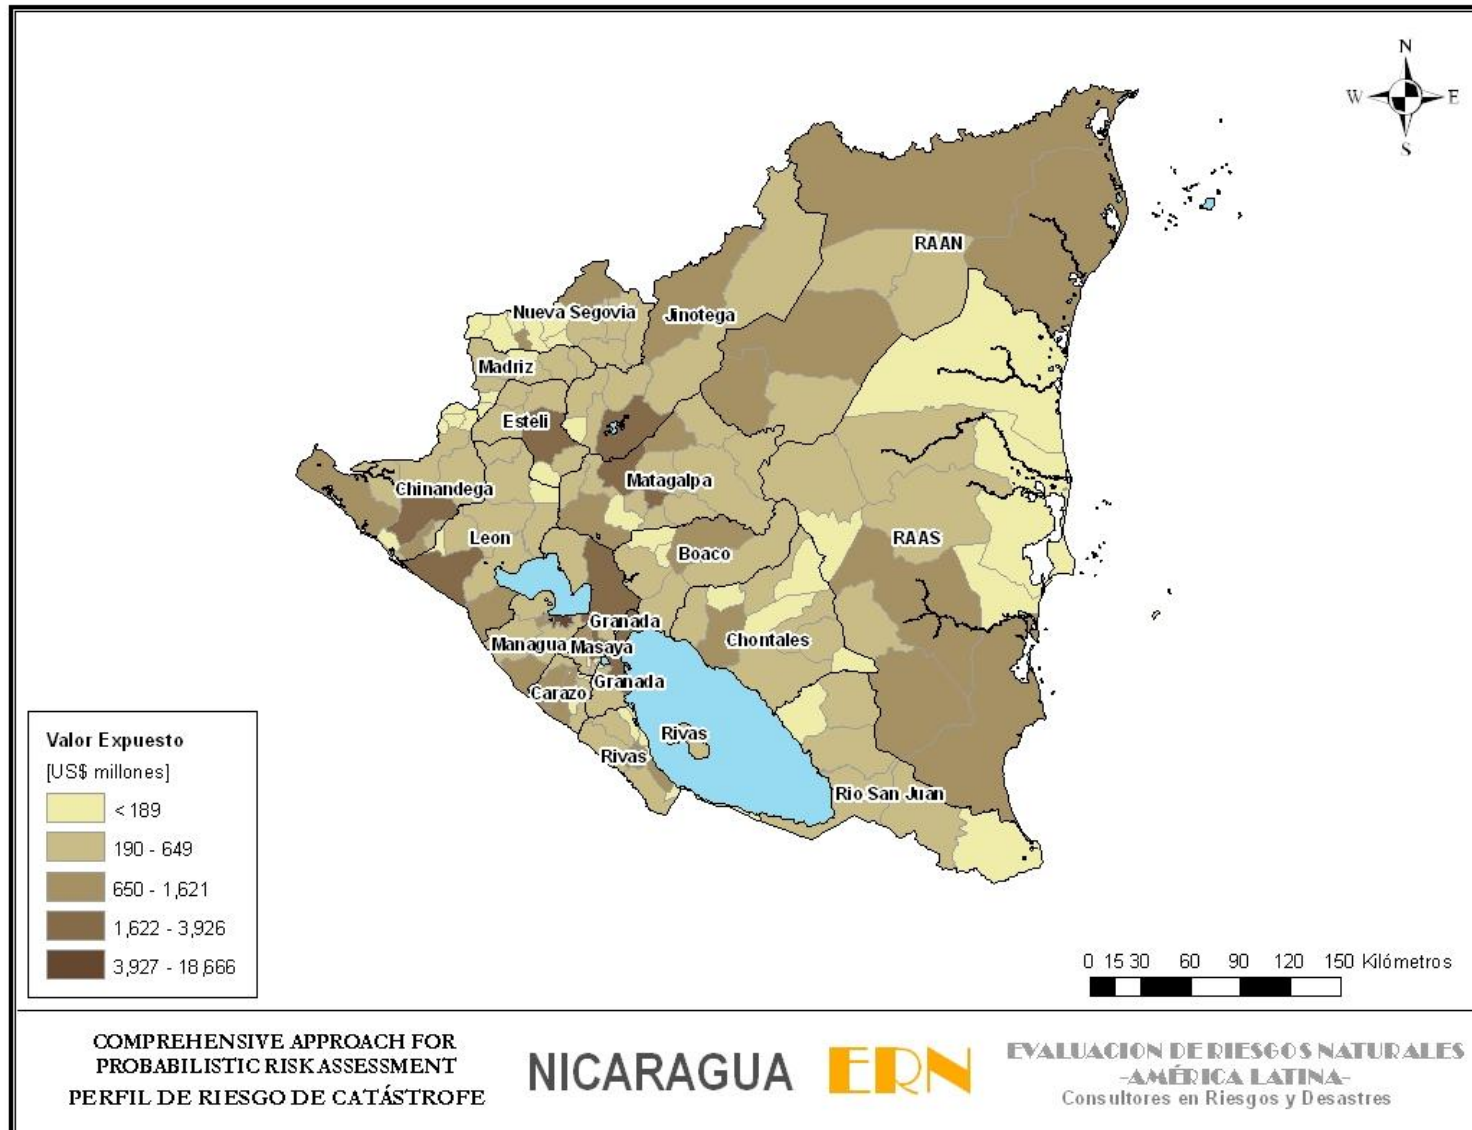 N
W E
S
RAAN
Nueva Segovia
Jinotega
Madriz
Esteli
Matagalpa
Chinandega
Leon
RAAS
Boaco
Granada
Chontales
Managua
Masaya
Granada
Carazo
Rivas
Rivas
Rio San Juan
Valor Expuesto
[US$ millones]
< 189
190 - 649
650 - 1,621
1,622 - 3,926
3,927 - 18,666
0 15 30 60 90 120 150 Kilómetros
COMPREHENSIVE APPROACH FOR
PROBABILISTIC RISK ASSESSMENT
PERFIL DE RIESGO DE CATÁSTROFE
NICARAGUA
ERN
EVALUACION DE RIESGOS NATURALES
-AMÉRICA LATINA-
Consultores en Riesgos y Desastres